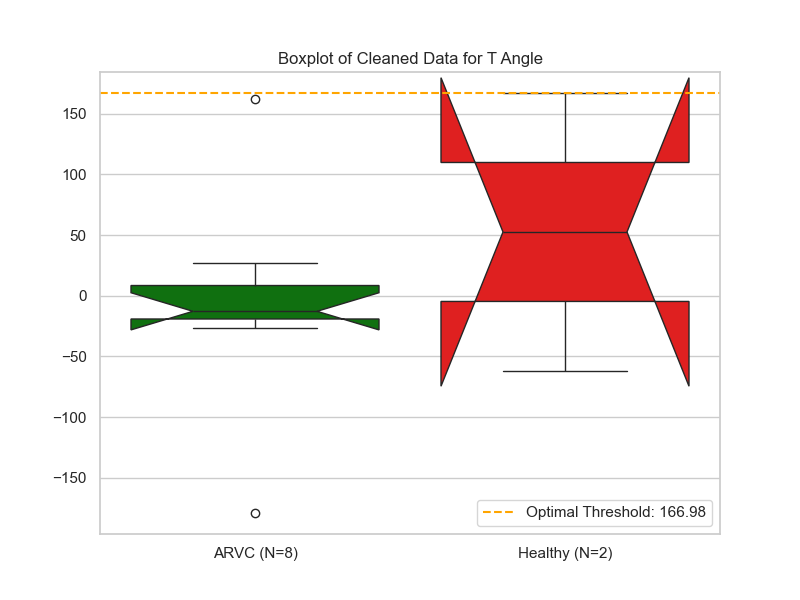 Boxplot of Cleaned Data for T Angle
150
100
50
0
−50
−100
−150
Optimal Threshold: 166.98
ARVC (N=8)
Healthy (N=2)